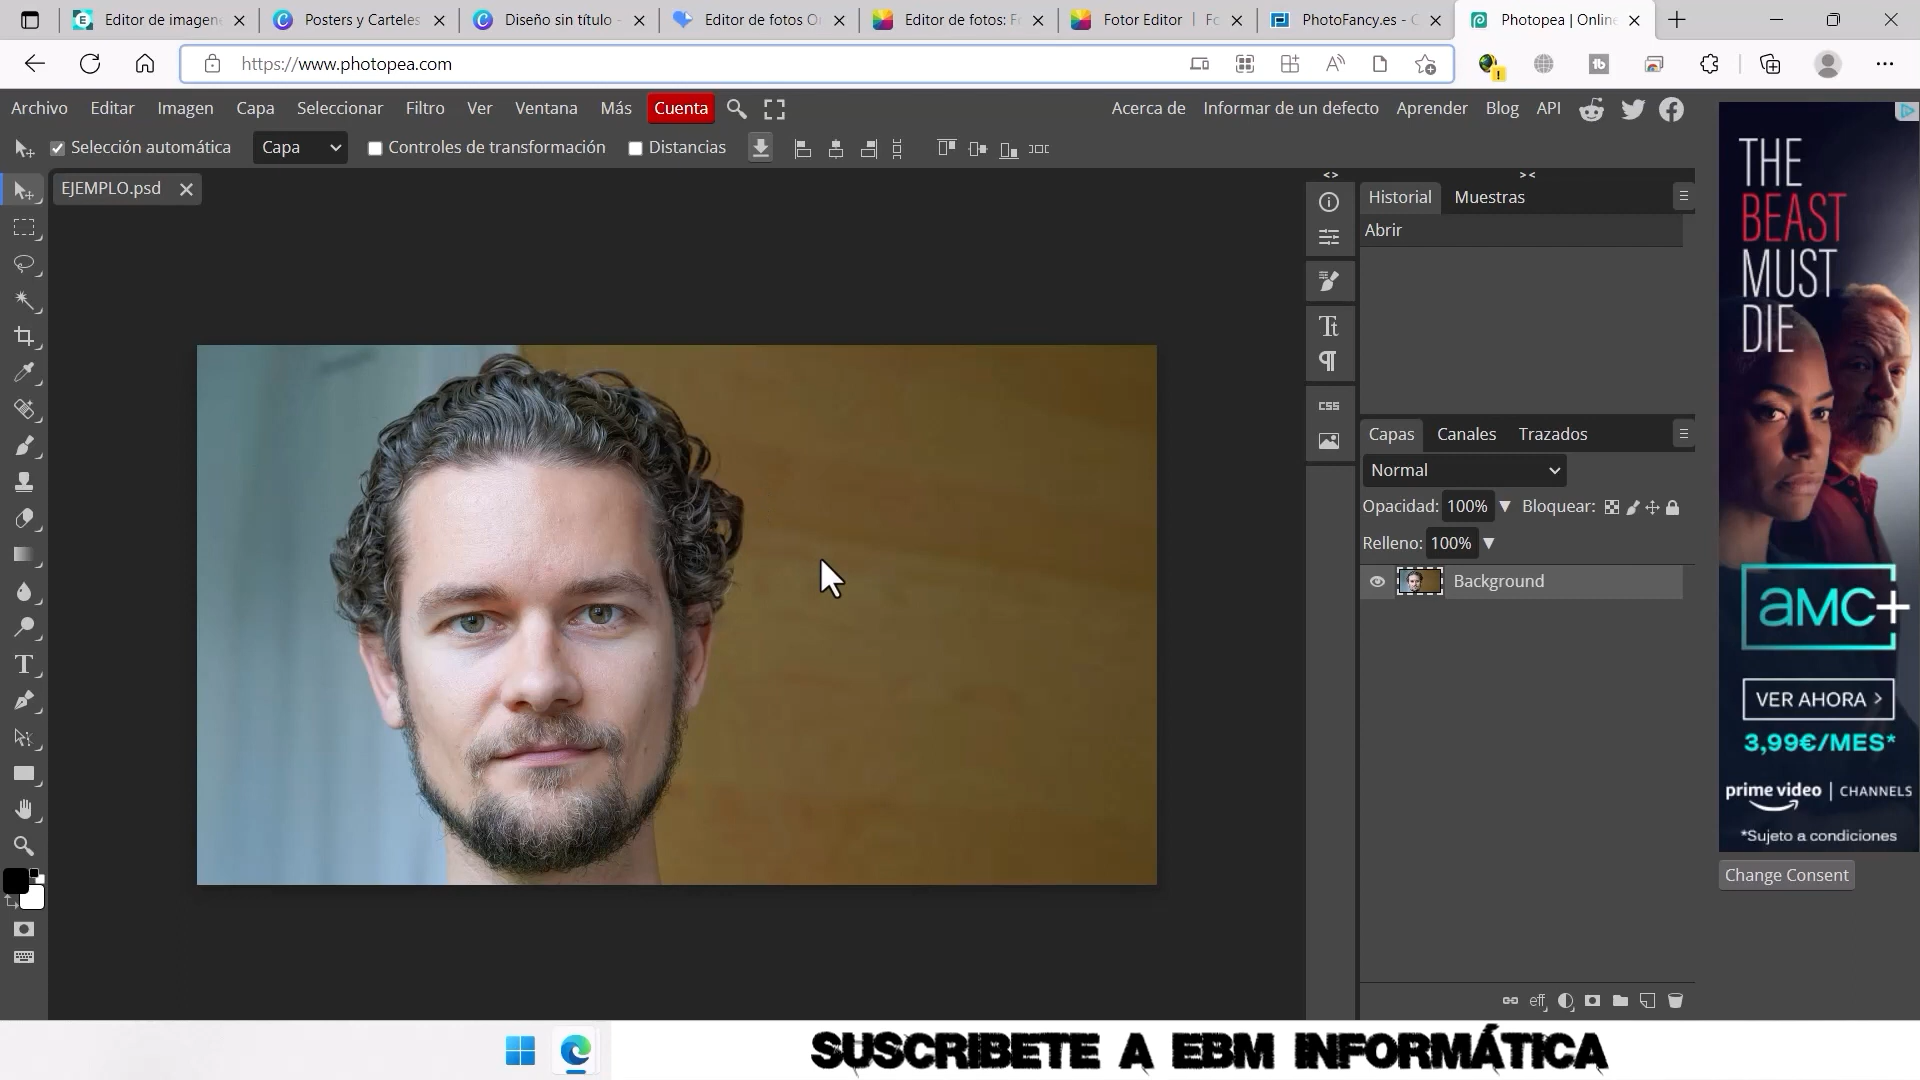 Editor de imagen
Posters y Carteles
Diseño sin título -
Editor de fotos O
Editor de fotos: F
Fotor Editor | Fo
PhotoFancy.es - C
Photopea | Online
https://www.photopea.com
Archivo Editar Imagen Capa Seleccionar Filtro Ver Ventana Más Cuenta
Acerca de Informar de un defecto Aprender Blog API
Selección automática Capa Controles de transformación Distancias
EJEMPLO.psd
< > > <
Historial Muestras
Abrir
Tt
CSS
Capas Canales Trazados
Normal
Opacidad: 100% Bloquear:
Relleno: 100%
Background
eff
T
THE
BEAST
MUST
DIE
aMC+
VER AHORA >
3,99€/MES*
prime video | CHANNELS
*Sujeto a condiciones
Change Consent
SUSCRIBETE A EBM INFORMÁTICA